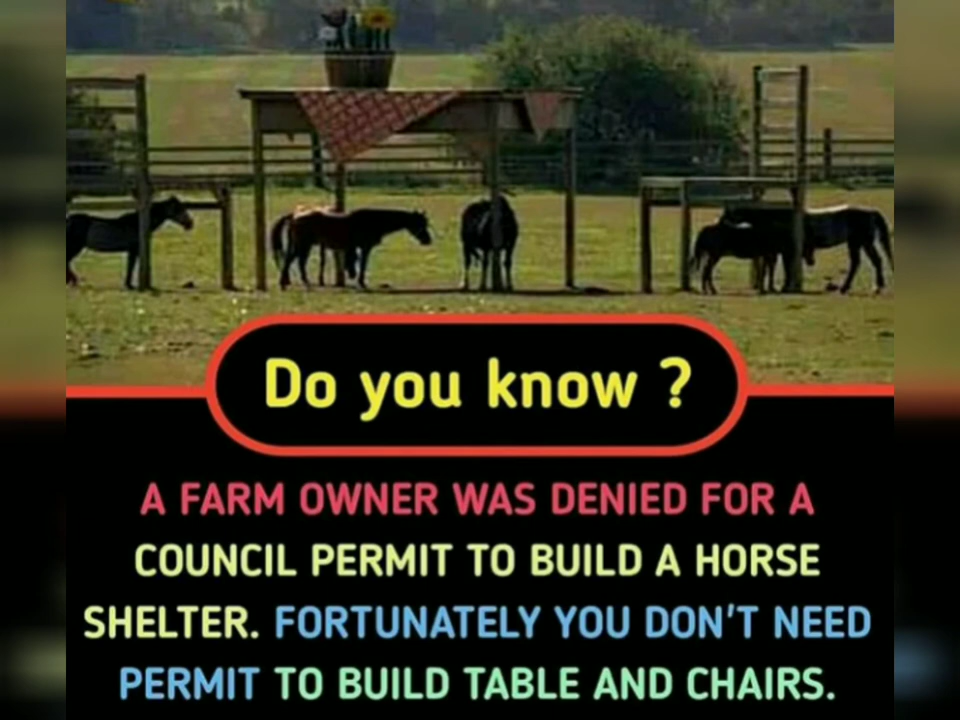 Do you know ?
A FARM OWNER WAS DENIED FOR A
COUNCIL PERMIT TO BUILD A HORSE
SHELTER. FORTUNATELY YOU DON'T NEED
PERMIT TO BUILD TABLE AND CHAIRS.